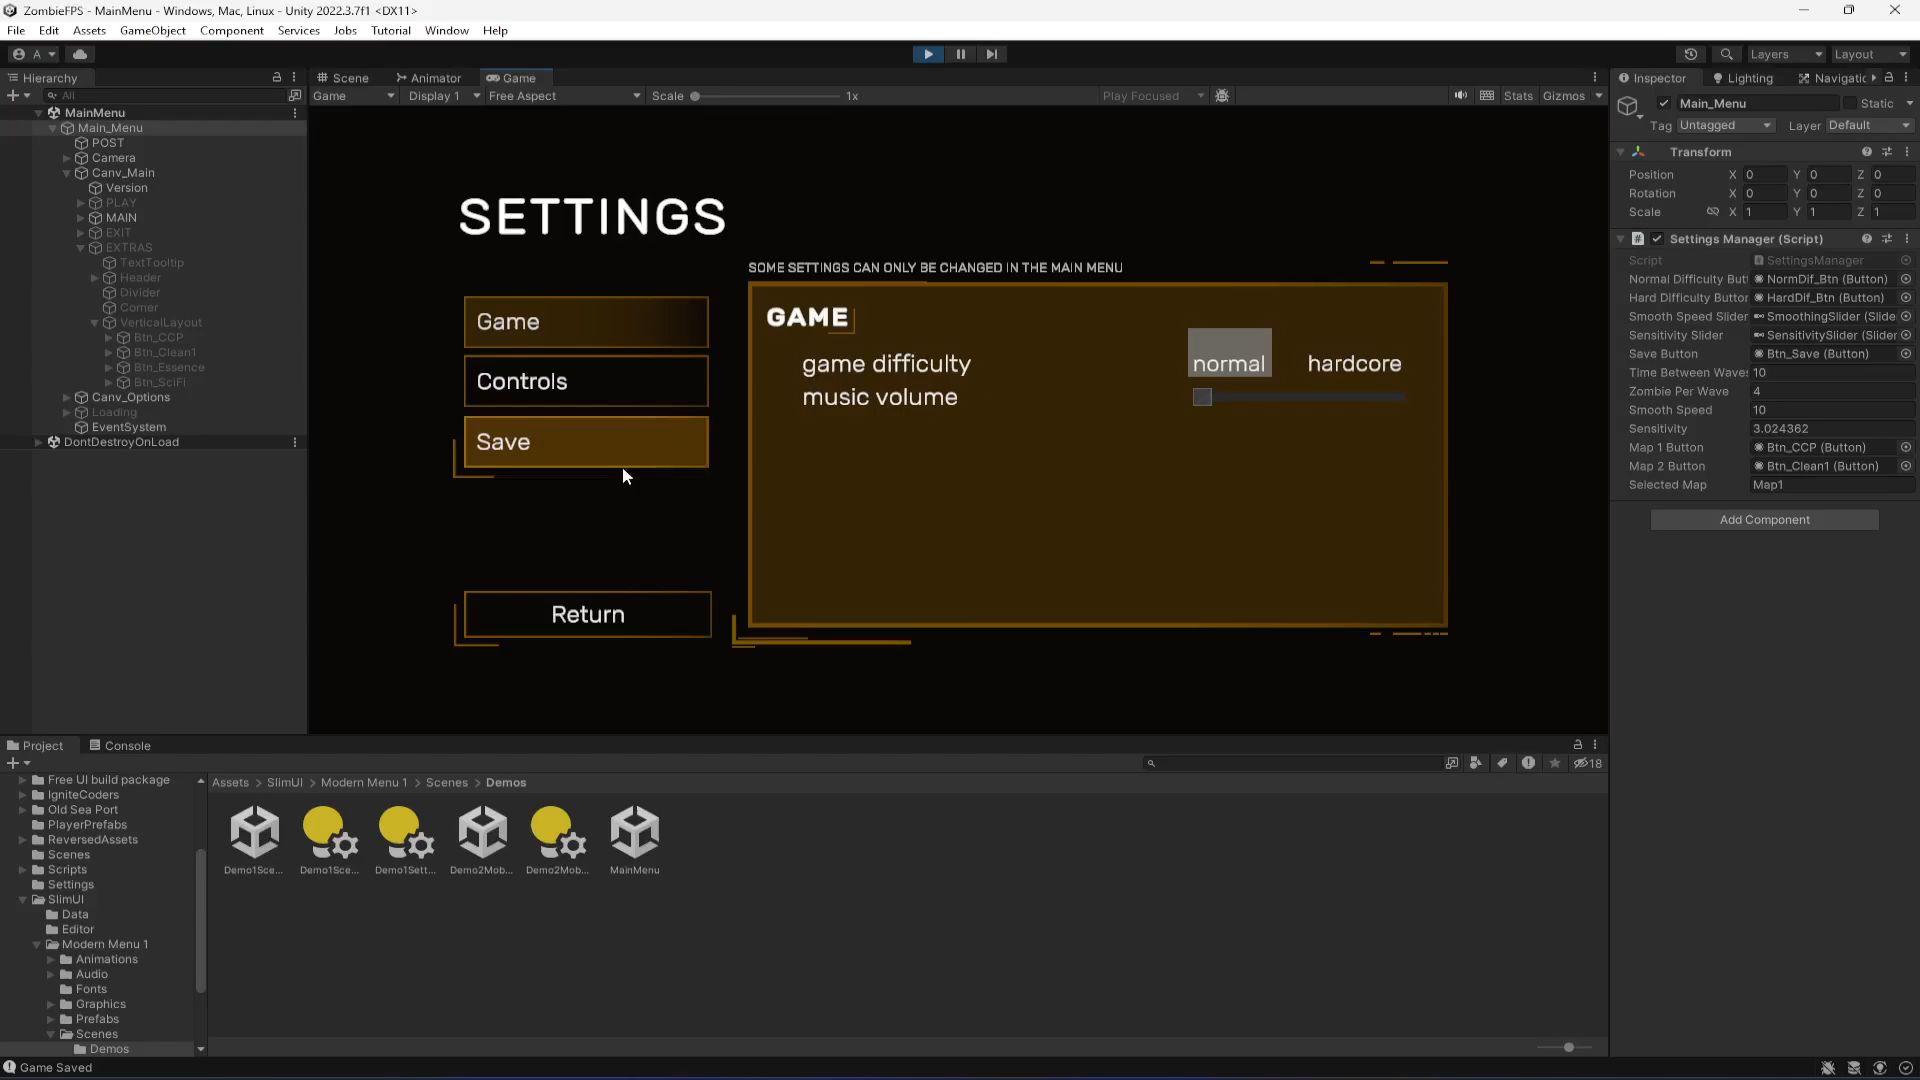 ZombieFPS - MainMenu - Windows, Mac, Linux - Unity 2022.3.7f1 <DX11>
File Edit Assets GameObject Component Services Jobs Tutorial Window Help
A
Layers
Layout
Hierarchy
All
MainMenu
Main_Menu
POST
Camera
Canv_Main
Version
PLAY
MAIN
EXIT
EXTRAS
TextTooltip
Header
Divider
Corner
VerticalLayout
Btn_CCP
Btn_Clean1
Btn_Essence
Btn_SciFi
Canv_Options
Loading
EventSystem
DontDestroyOnLoad
Scene Animator Game
Game Display 1 Free Aspect Scale 1x Play Focused Stats Gizmos
SETTINGS
SOME SETTINGS CAN ONLY BE CHANGED IN THE MAIN MENU
Game
Controls
Save
Return
GAME
game difficulty normal hardcore
music volume
Inspector Lighting Navigatic
Main_Menu Static
Tag Untagged Layer Default
Transform
Position X 0 Y 0 Z 0
Rotation X 0 Y 0 Z 0
Scale X 1 Y 1 Z 1
# Settings Manager (Script)
Script SettingsManager
Normal Difficulty Butt NormDif_Btn (Button)
Hard Difficulty Button HardDif_Btn (Button)
Smooth Speed Slider SmoothingSlider (Slide
Sensitivity Slider SensitivitySlider (Slider
Save Button Btn_Save (Button)
Time Between Waves 10
Zombie Per Wave 4
Smooth Speed 10
Sensitivity 3.024362
Map 1 Button Btn_CCP (Button)
Map 2 Button Btn_Clean1 (Button)
Selected Map Map1
Add Component
Project Console
18
Free UI build package
IgniteCoders
Old Sea Port
PlayerPrefabs
ReversedAssets
Scenes
Scripts
Settings
SlimUI
Data
Editor
Modern Menu 1
Animations
Audio
Fonts
Graphics
Prefabs
Scenes
Demos
Assets > SlimUI > Modern Menu 1 > Scenes > Demos
Demo1Sce... Demo1Sce... Demo1Sett... Demo2Mob... Demo2Mob... MainMenu
Game Saved